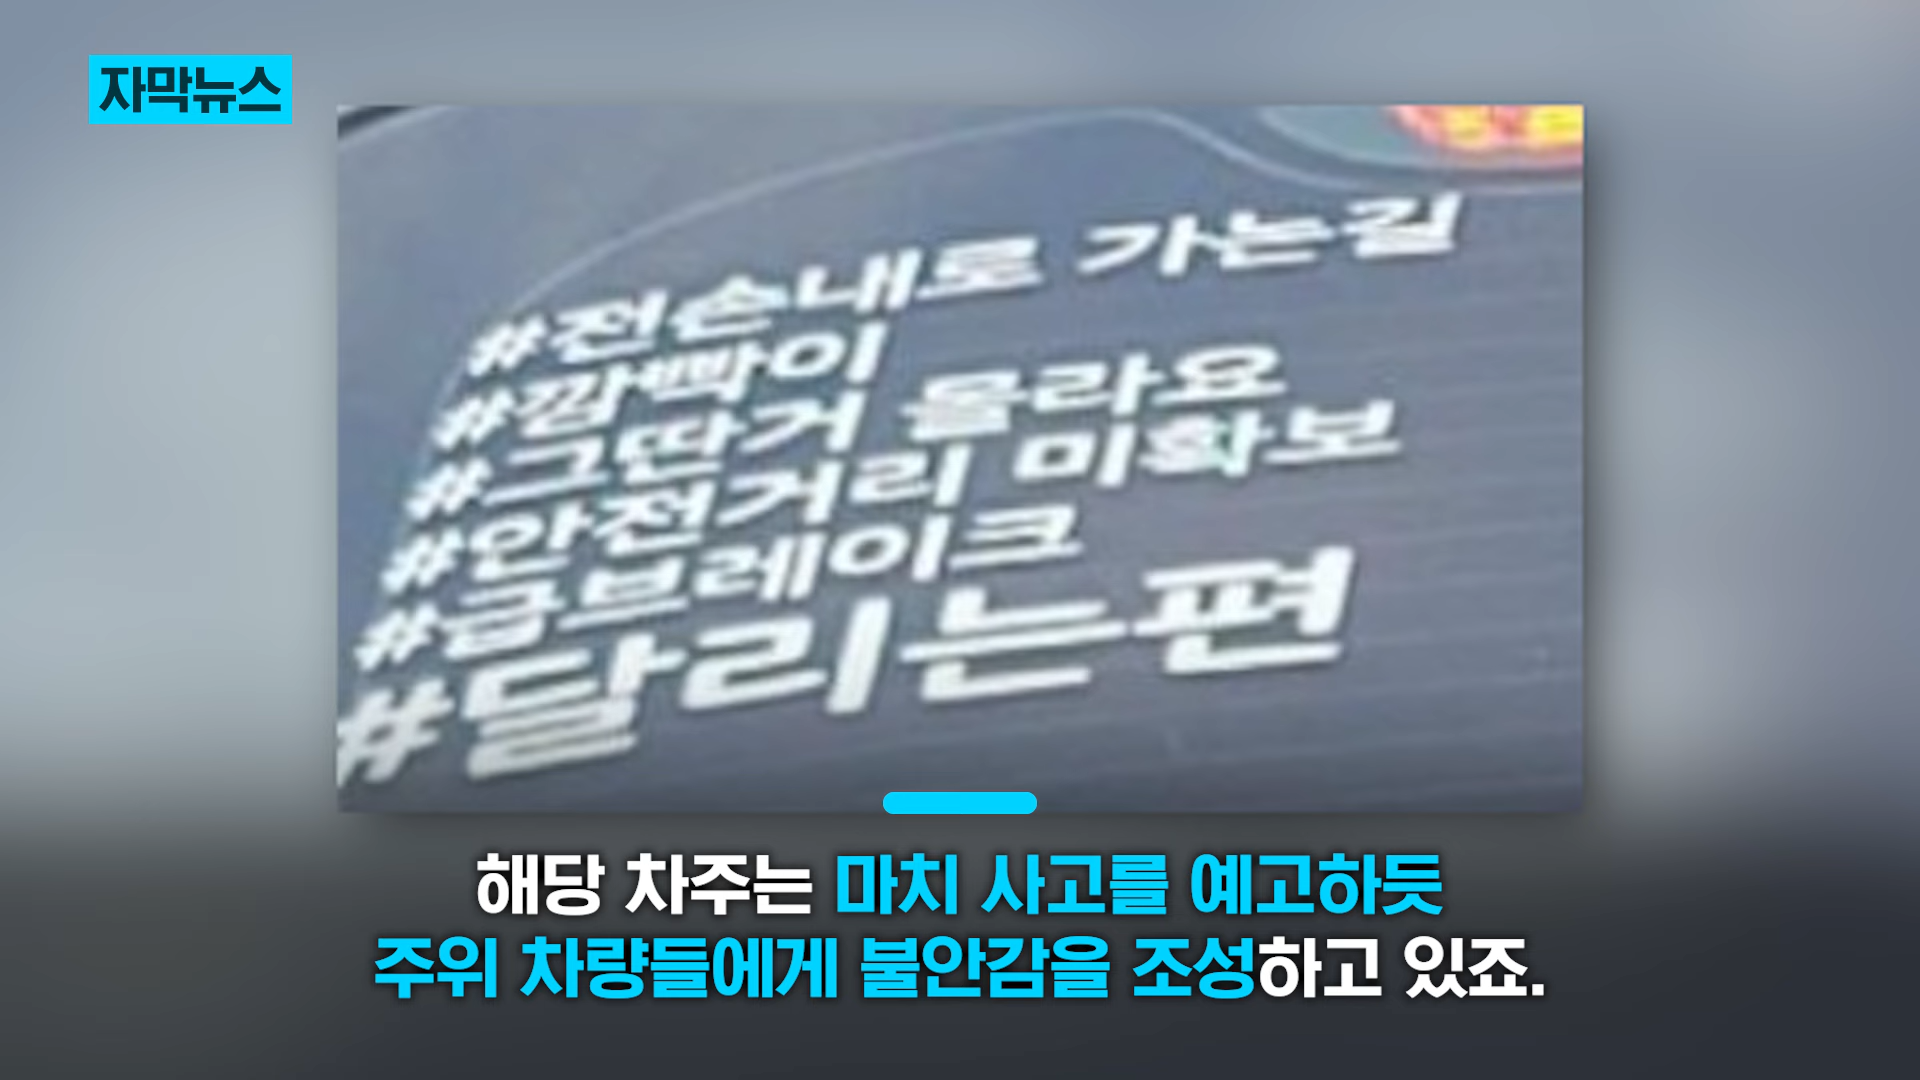 자막뉴스
#전손내로 가는길
#깜빡이
#그딴거 몰라요
#안전거리 미확보
#급브레이크
#달리는편
해당 차주는 마치 사고를 예고하듯
주위 차량들에게 불안감을 조성하고 있죠.